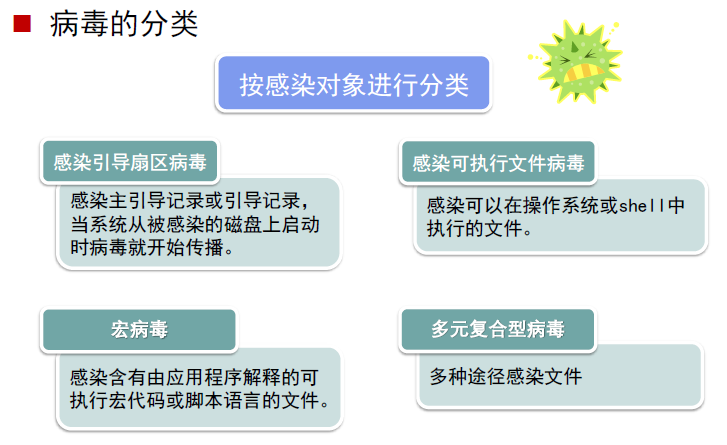 病毒的分类
按感染对象进行分类
感染引导扇区病毒
感染主引导记录或引导记录，
当系统从被感染的磁盘上启动
时病毒就开始传播。
感染可执行文件病毒
感染可以在操作系统或shell中
执行的文件。
宏病毒
感染含有由应用程序解释的可
执行宏代码或脚本语言的文件。
多元复合型病毒
多种途径感染文件